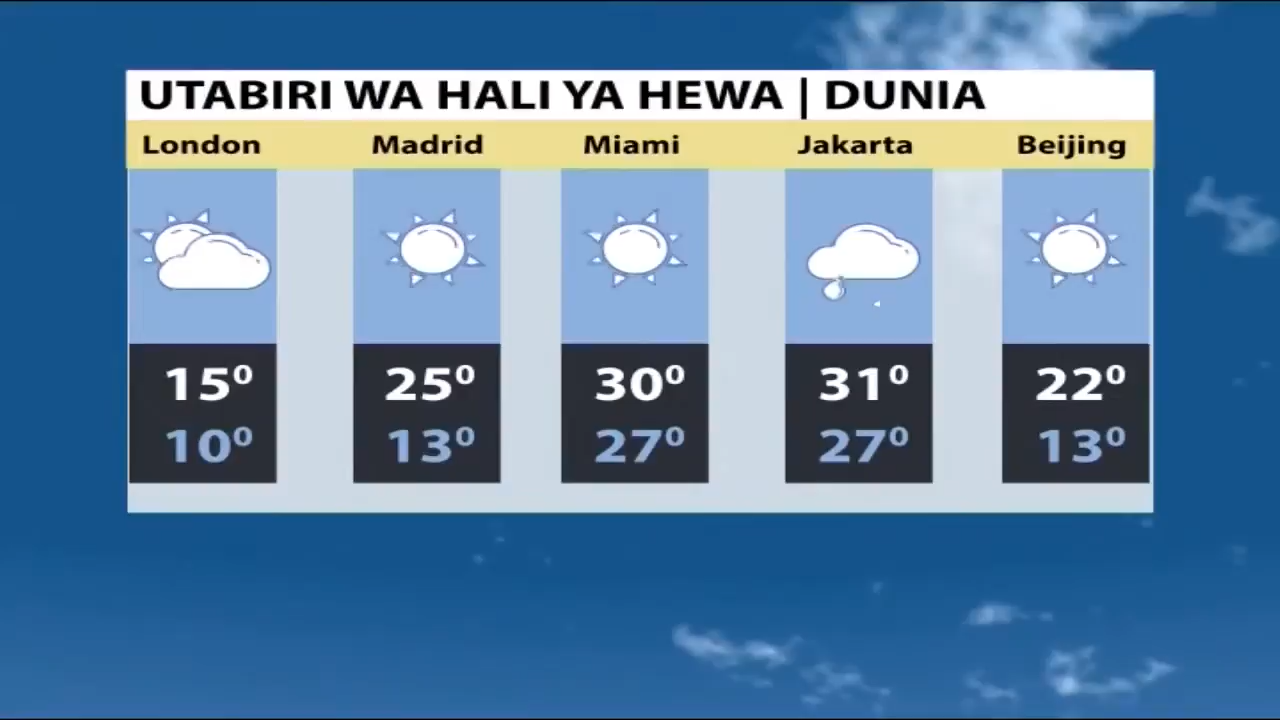 UTABIRI WA HALI YA HEWA | DUNIA
London Madrid Miami Jakarta Beijing
15⁰ 25⁰ 30⁰ 31⁰ 22⁰
10⁰ 13⁰ 27⁰ 27⁰ 13⁰